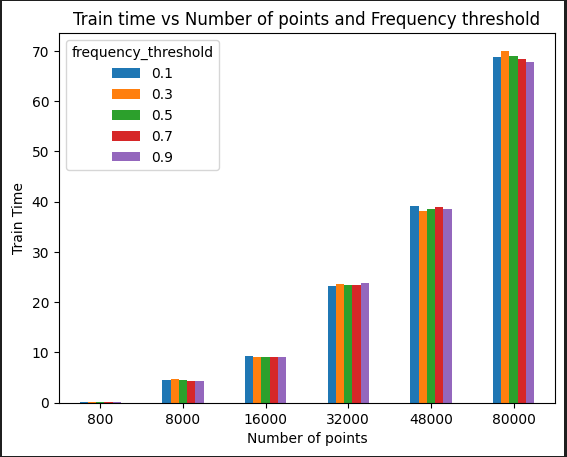 Train time vs Number of points and Frequency threshold
frequency_threshold
0.1
0.3
0.5
0.7
0.9
70
60
50
40
30
20
10
0
Train Time
800 8000 16000 32000 48000 80000
Number of points